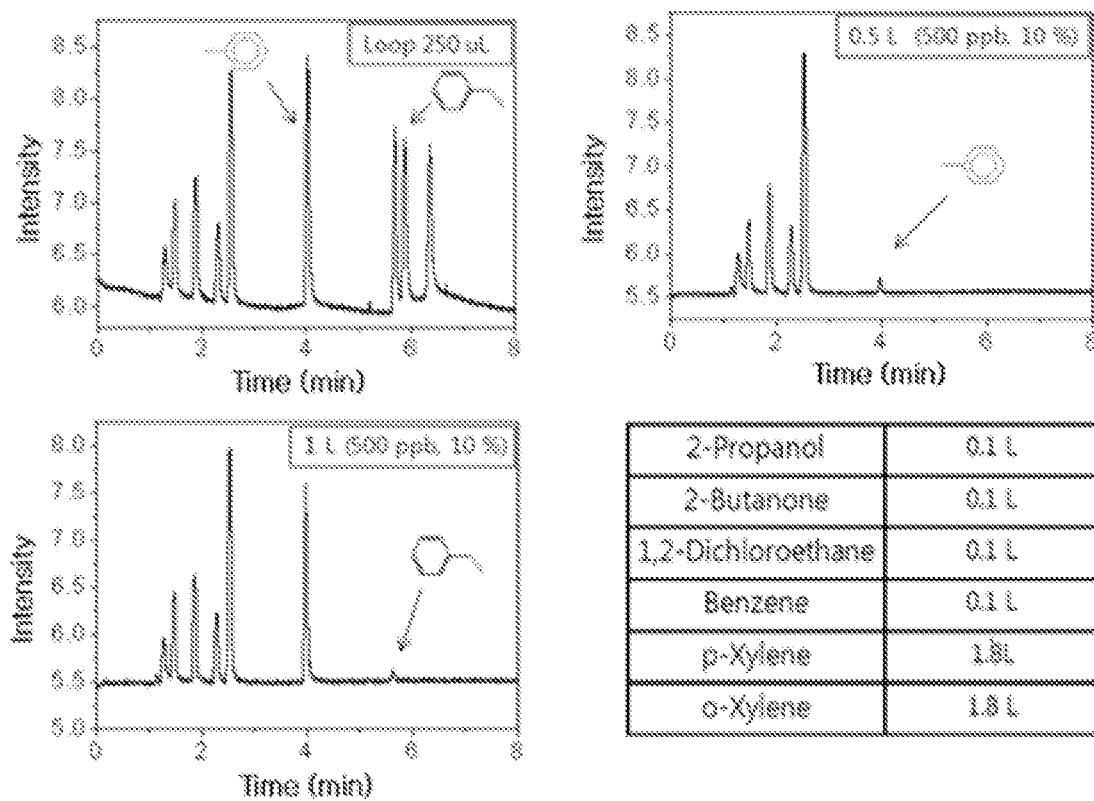 Loop 250 uL
8.5
8.0
7.5
7.0
6.5
6.0
Intensity
0 2 4 6 8
Time (min)
0.5 L (500 ppb, 10 %)
8.5
8.0
7.5
7.0
6.5
6.0
5.5
Intensity
0 2 4 6 8
Time (min)
1 L (500 ppb, 10 %)
8.0
7.5
7.0
6.5
6.0
5.5
5.0
Intensity
0 2 4 6 8
Time (min)
2-Propanol 0.1 L
2-Butanone 0.1 L
1,2-Dichloroethane 0.1 L
Benzene 0.1 L
p-Xylene 1.8L
o-Xylene 1.8 L